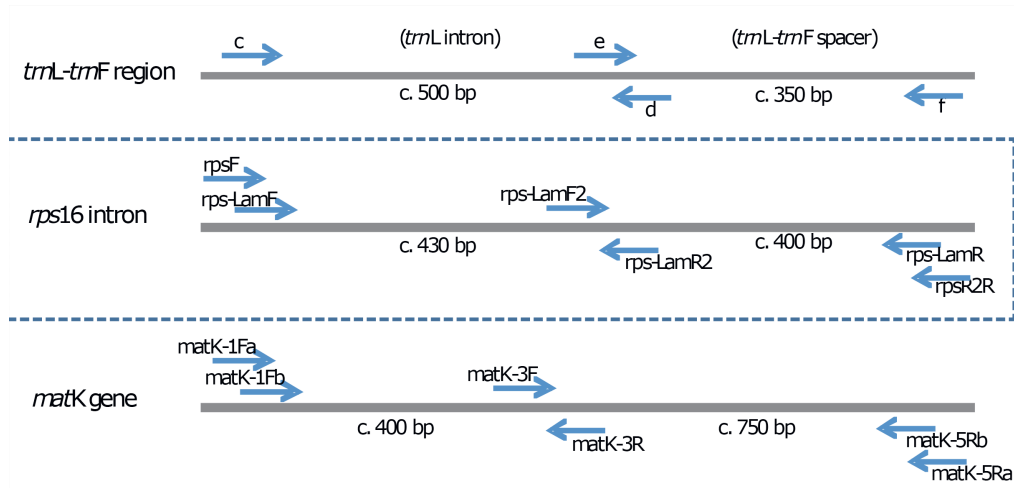 c
(trnL intron)
e
(trnL-trnF spacer)
trnL-trnF region
c. 500 bp
d
c. 350 bp
f
rpsF
rps-LamF
rps-LamF2
rps16 intron
c. 430 bp
rps-LamR2
c. 400 bp
rps-LamR
rpsR2R
matK-1Fa
matK-1Fb
matK-3F
matK gene
c. 400 bp
matK-3R
c. 750 bp
matK-5Rb
matK-5Ra